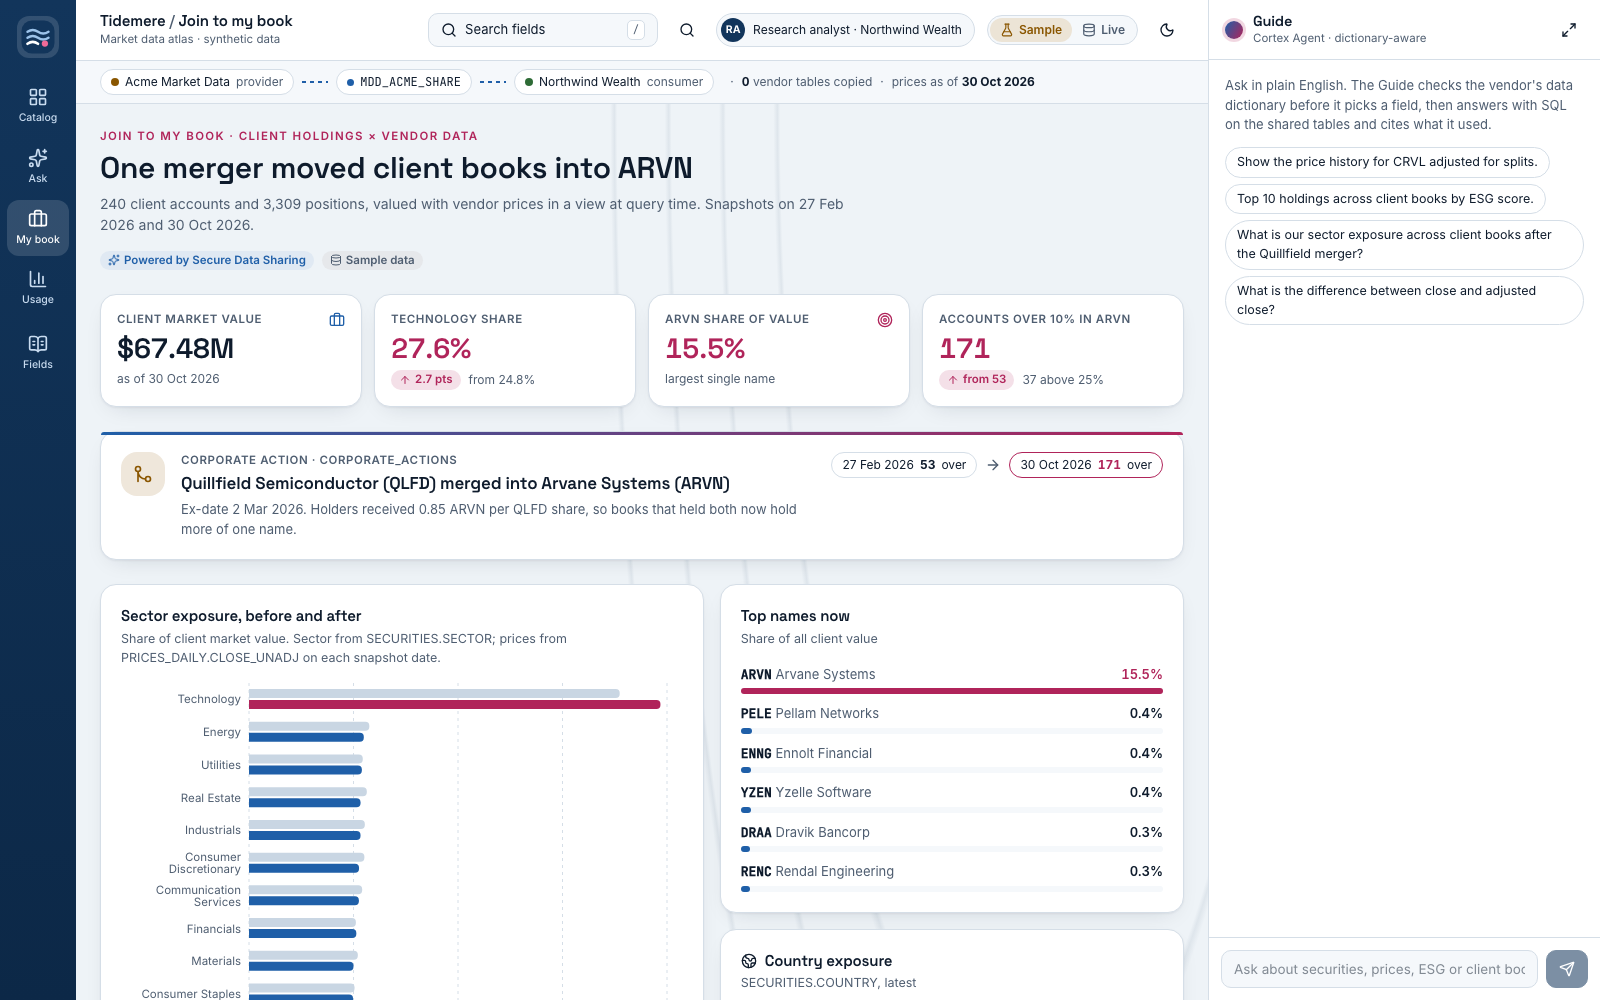 Tidemere / Join to my book
Market data atlas · synthetic data
Search fields
/
RA
Research analyst · Northwind Wealth
Sample
Live
Guide
Cortex Agent · dictionary-aware
Catalog
Ask
My book
Usage
Fields
Acme Market Data provider
MDD_ACME_SHARE
Northwind Wealth consumer
· 0 vendor tables copied · prices as of 30 Oct 2026
JOIN TO MY BOOK · CLIENT HOLDINGS × VENDOR DATA
One merger moved client books into ARVN
240 client accounts and 3,309 positions, valued with vendor prices in a view at query time. Snapshots on 27 Feb
2026 and 30 Oct 2026.
Powered by Secure Data Sharing
Sample data
CLIENT MARKET VALUE
$67.48M
as of 30 Oct 2026
TECHNOLOGY SHARE
27.6%
↑ 2.7 pts from 24.8%
ARVN SHARE OF VALUE
15.5%
largest single name
ACCOUNTS OVER 10% IN ARVN
171
↑ from 53 37 above 25%
CORPORATE ACTION · CORPORATE_ACTIONS
Quillfield Semiconductor (QLFD) merged into Arvane Systems (ARVN)
Ex-date 2 Mar 2026. Holders received 0.85 ARVN per QLFD share, so books that held both now hold
more of one name.
27 Feb 2026 53 over → 30 Oct 2026 171 over
Sector exposure, before and after
Share of client market value. Sector from SECURITIES.SECTOR; prices from
PRICES_DAILY.CLOSE_UNADJ on each snapshot date.
Technology
Energy
Utilities
Real Estate
Industrials
Consumer
Discretionary
Communication
Services
Financials
Materials
Consumer Staples
Top names now
Share of all client value
ARVN Arvane Systems 15.5%
PELE Pellam Networks 0.4%
ENNG Ennolt Financial 0.4%
YZEN Yzelle Software 0.4%
DRAA Dravik Bancorp 0.3%
RENC Rendal Engineering 0.3%
Country exposure
SECURITIES.COUNTRY, latest
Ask in plain English. The Guide checks the vendor's data
dictionary before it picks a field, then answers with SQL
on the shared tables and cites what it used.
Show the price history for CRVL adjusted for splits.
Top 10 holdings across client books by ESG score.
What is our sector exposure across client books after
the Quillfield merger?
What is the difference between close and adjusted
close?
Ask about securities, prices, ESG or client boo